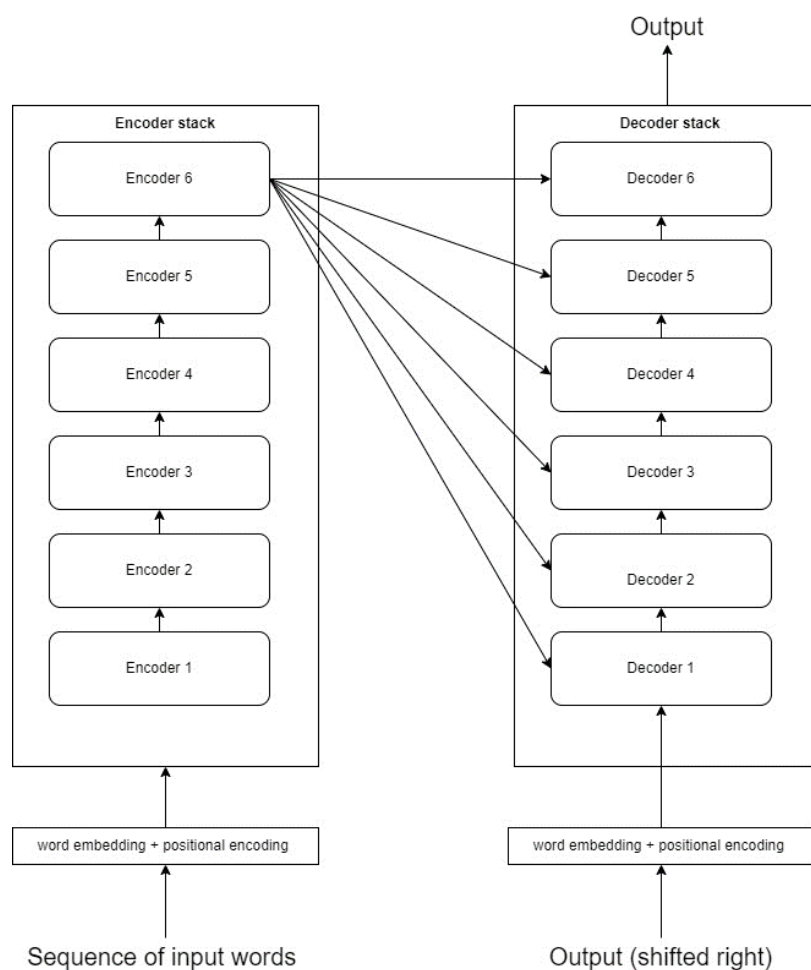 Output
Encoder stack
Encoder 6
Encoder 5
Encoder 4
Encoder 3
Encoder 2
Encoder 1
word embedding + positional encoding
Sequence of input words
Decoder stack
Decoder 6
Decoder 5
Decoder 4
Decoder 3
Decoder 2
Decoder 1
word embedding + positional encoding
Output (shifted right)